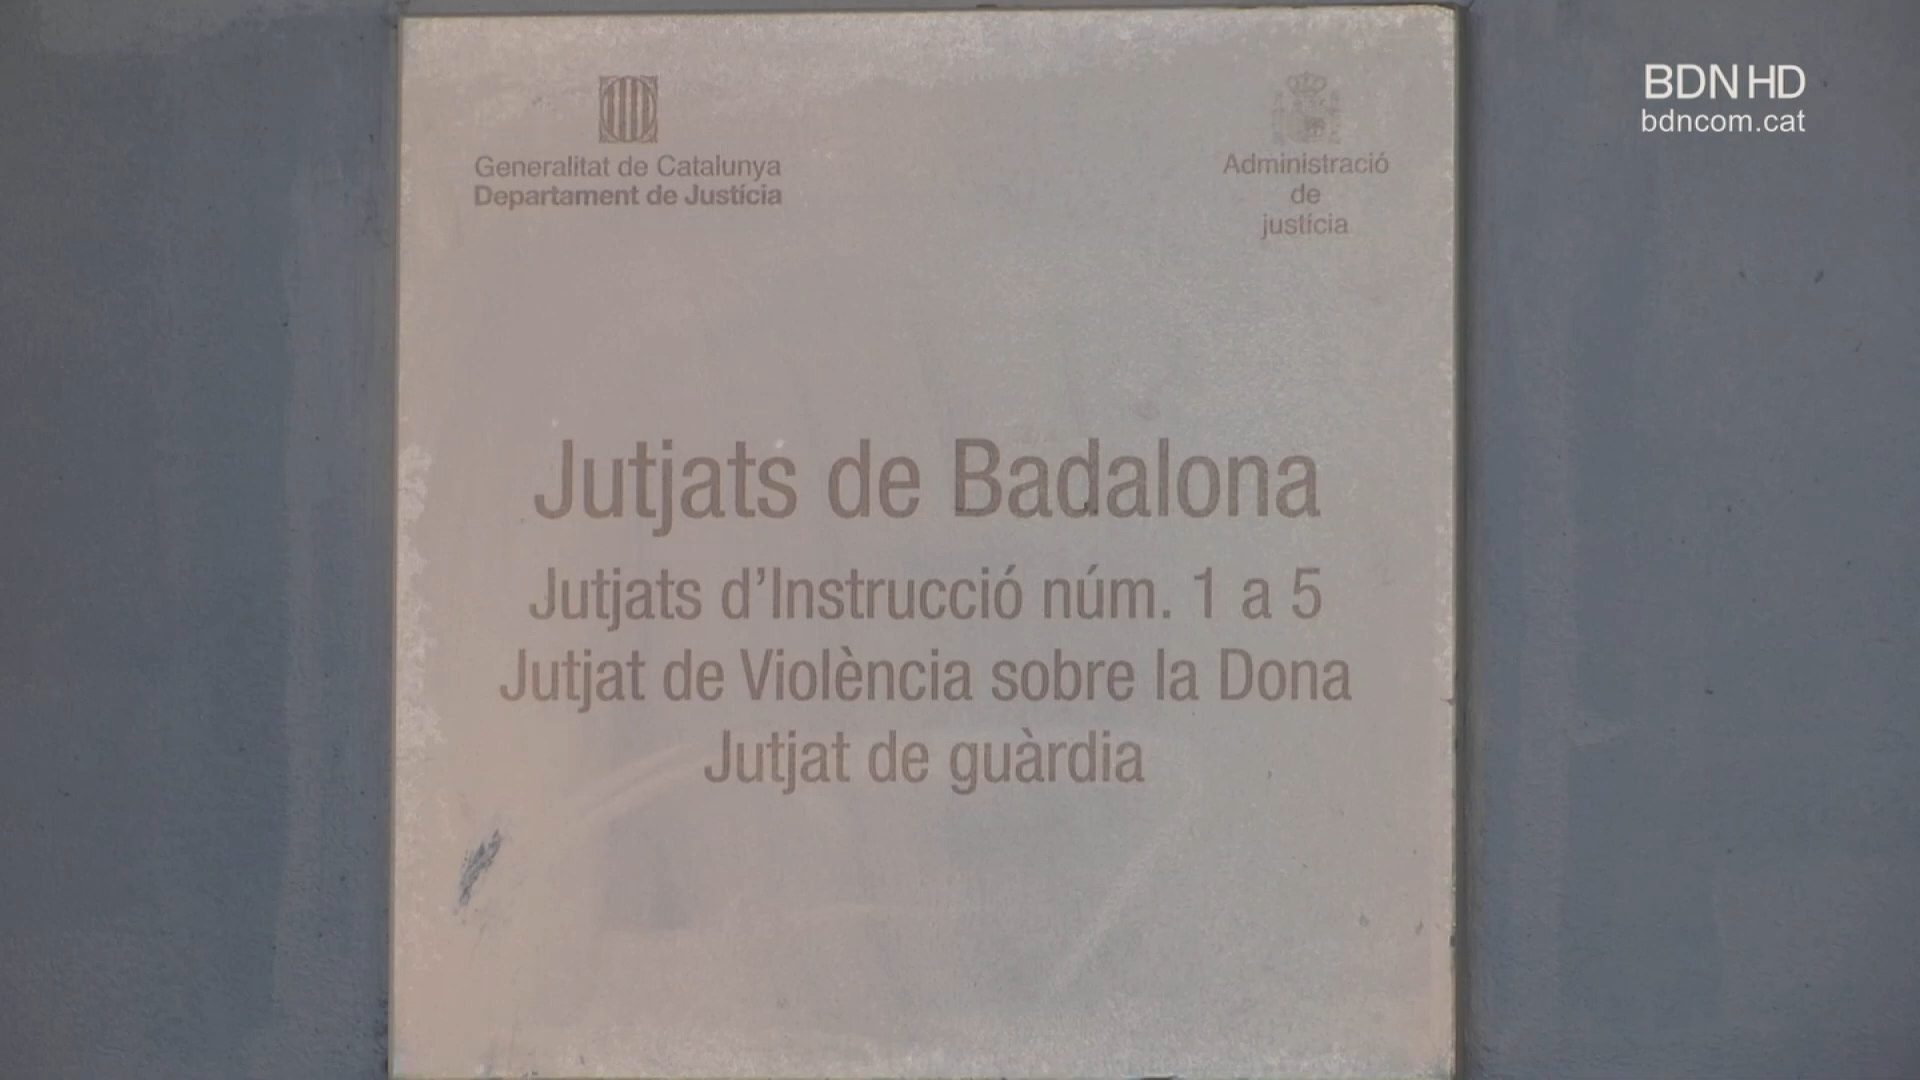 BDN HD
bdncom.cat
Generalitat de Catalunya
Departament de Justícia
Administració
de
justícia
Jutjats de Badalona
Jutjats d’Instrucció núm. 1 a 5
Jutjat de Violència sobre la Dona
Jutjat de guàrdia